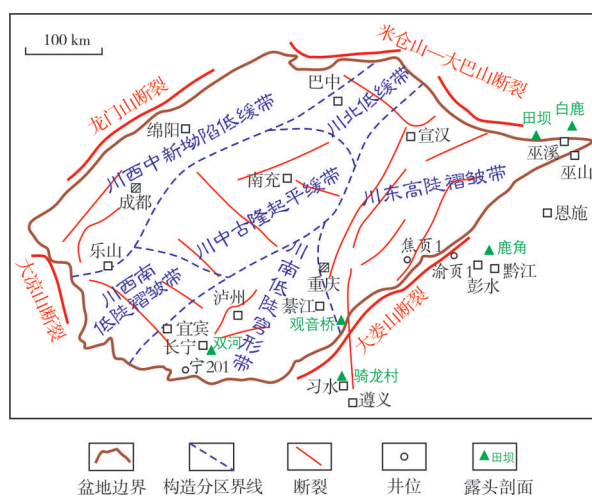 100 km
米仓山—大巴山断裂
龙门山断裂
巴中
川北低缓带
白鹿
田坝
绵阳
川西中新坳陷低缓带
宣汉
巫溪
巫山
成都
南充
川中古隆起平缓带
川东高陡褶皱带
恩施
乐山
大凉山断裂
川西南
低陡褶皱带
川南低陡穹形带
焦页1
渝页1
鹿角
彭水
黔江
重庆
泸州
綦江
宜宾
观音桥
大娄山断裂
长宁
双河
宁201
骑龙村
习水
遵义
田坝
盆地边界
构造分区界线
断裂
井位
露头剖面